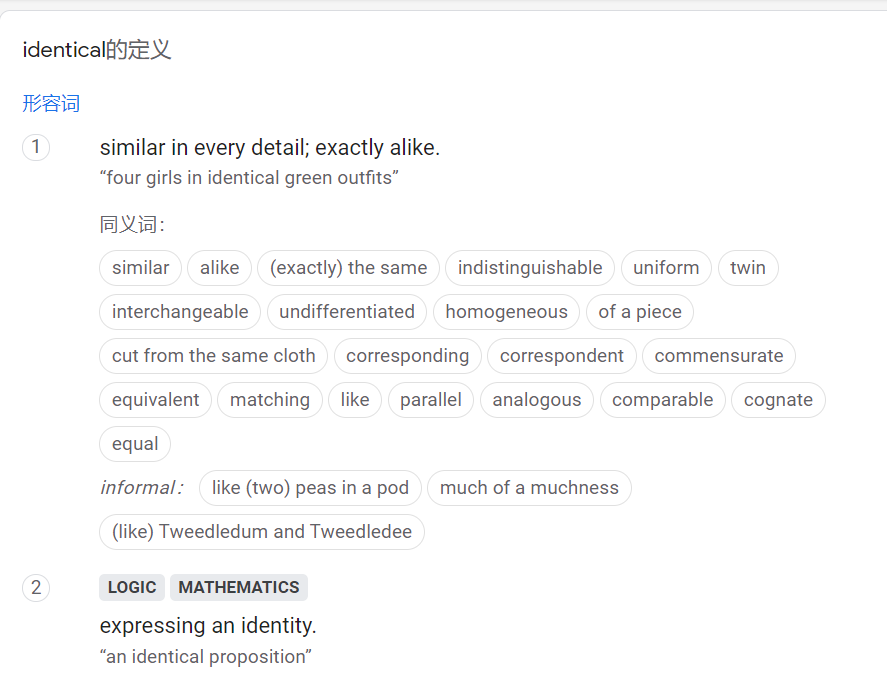 identical的定义
形容词
1 similar in every detail; exactly alike.
“four girls in identical green outfits”
同义词：
similar alike (exactly) the same indistinguishable uniform twin
interchangeable undifferentiated homogeneous of a piece
cut from the same cloth corresponding correspondent commensurate
equivalent matching like parallel analogous comparable cognate
equal
informal： like (two) peas in a pod much of a muchness
(like) Tweedledum and Tweedledee
2 LOGIC MATHEMATICS
expressing an identity.
“an identical proposition”